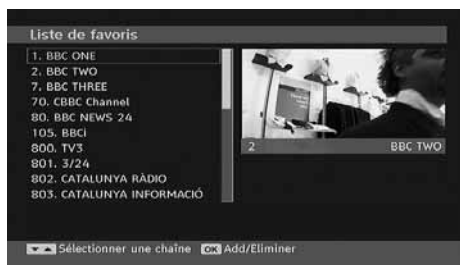 Liste de favoris
1. BBC ONE
2. BBC TWO
7. BBC THREE
70. CBBC Channel
80. BBC NEWS 24
105. BBCi
800. TV3
801. 3/24
802. CATALUNYA RÀDIO
803. CATALUNYA INFORMACIÓ
2 BBC TWO
Sélectionner une chaîne OK Add/Éliminer